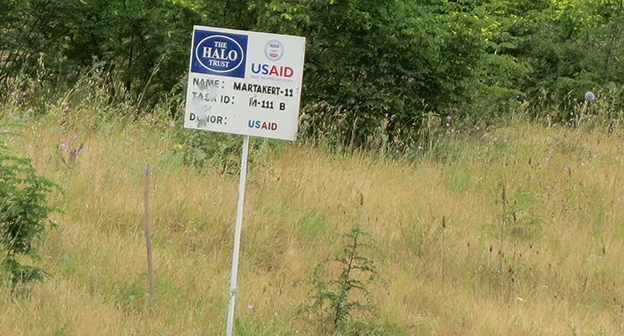 THE
HALO
TRUST
USAID
NAME: MARTAKERT-11
TASK ID: M-111 B
DONOR: USAID